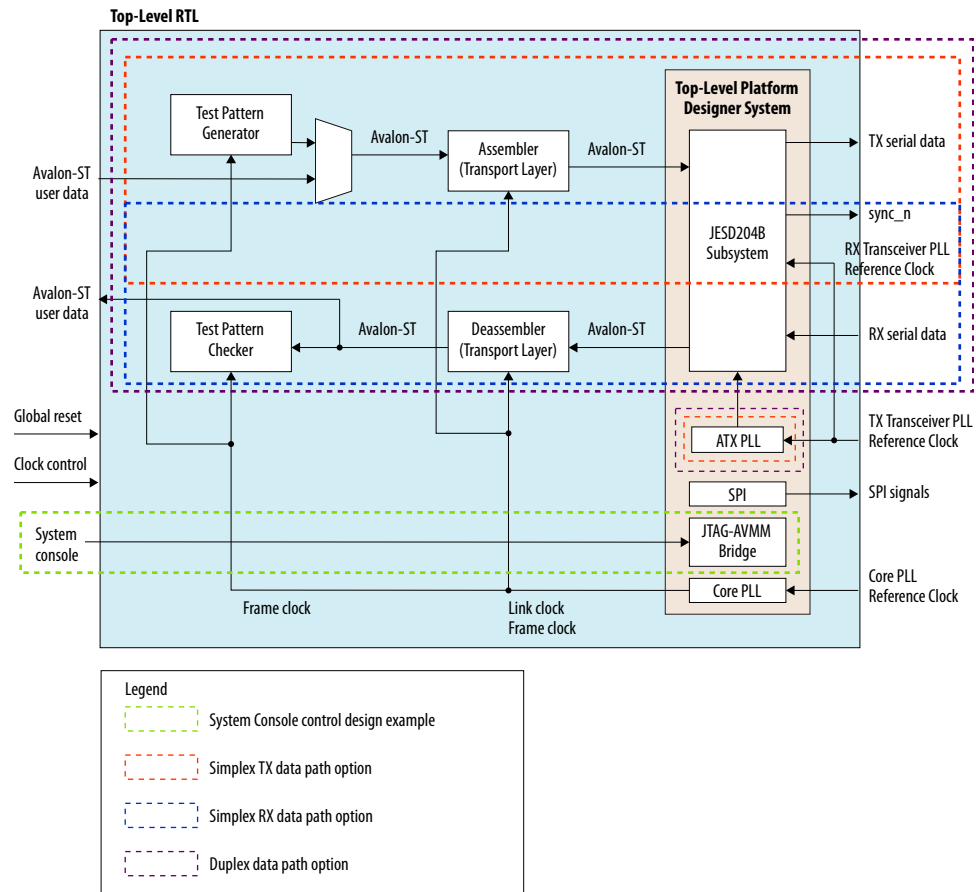 Top-Level RTL
Top-Level Platform
Designer System
Test Pattern
Generator
Avalon-ST
Assembler
(Transport Layer)
Avalon-ST
TX serial data
Avalon-ST
user data
sync_n
JESD204B
Subsystem
RX Transceiver PLL
Reference Clock
Avalon-ST
user data
Test Pattern
Checker
Avalon-ST
Deassembler
(Transport Layer)
Avalon-ST
RX serial data
Global reset
TX Transceiver PLL
Reference Clock
ATX PLL
Clock control
SPI
SPI signals
System
console
JTAG-AVMM
Bridge
Core PLL
Core PLL
Reference Clock
Frame clock
Link clock
Frame clock
Legend
System Console control design example
Simplex TX data path option
Simplex RX data path option
Duplex data path option